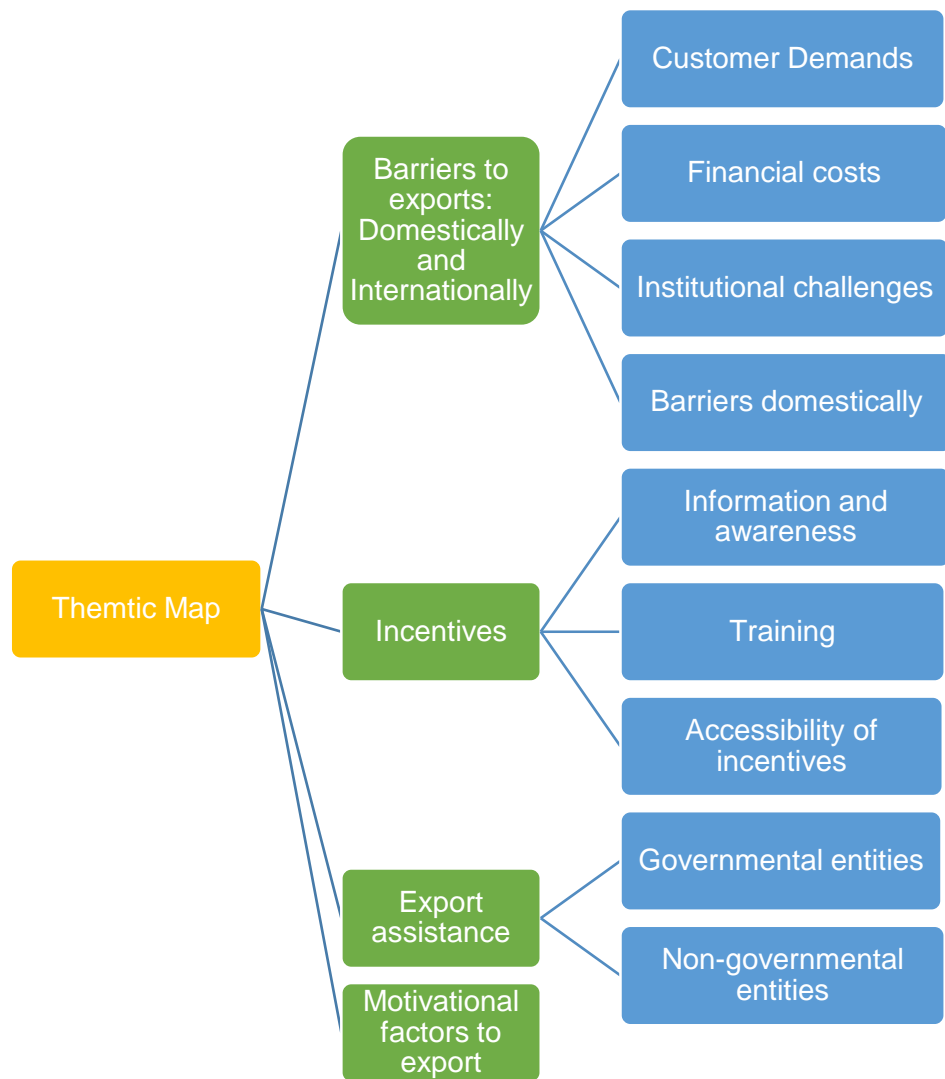 Themtic Map
Barriers to
exports:
Domestically
and
Internationally
Customer Demands
Financial costs
Institutional challenges
Barriers domestically
Incentives
Information and
awareness
Training
Accessibility of
incentives
Export
assistance
Governmental entities
Non-governmental
entities
Motivational
factors to
export